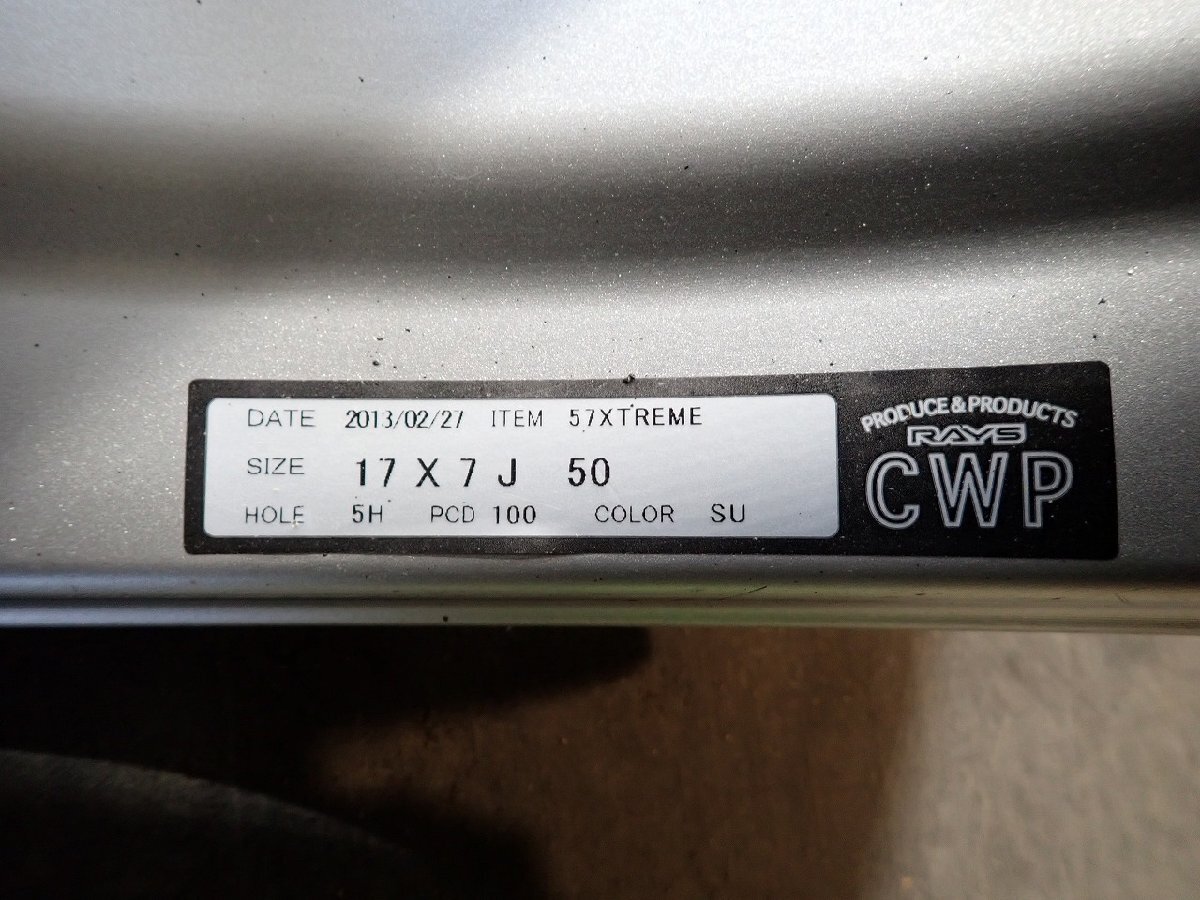 DATE 2013/02/27 ITEM 57XTREME
SIZE 17 X 7 J 50
HOLE 5H PCD 100 COLOR SU
PRODUCE & PRODUCTS
RAYS
CWP